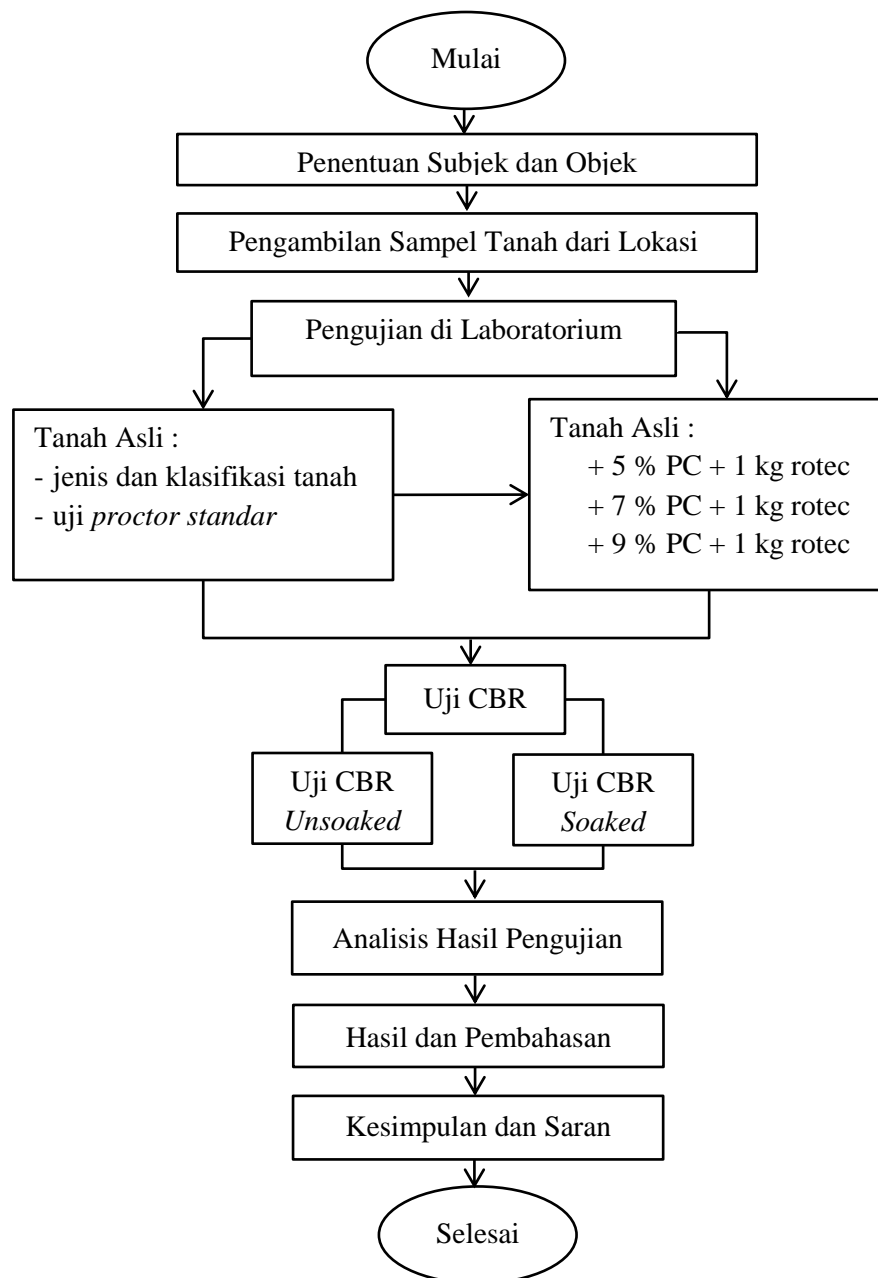 Mulai
Penentuan Subjek dan Objek
Pengambilan Sampel Tanah dari Lokasi
Pengujian di Laboratorium
Tanah Asli :
- jenis dan klasifikasi tanah
- uji proctor standar
Tanah Asli :
+ 5 % PC + 1 kg rotec
+ 7 % PC + 1 kg rotec
+ 9 % PC + 1 kg rotec
Uji CBR
Uji CBR
Unsoaked
Uji CBR
Soaked
Analisis Hasil Pengujian
Hasil dan Pembahasan
Kesimpulan dan Saran
Selesai